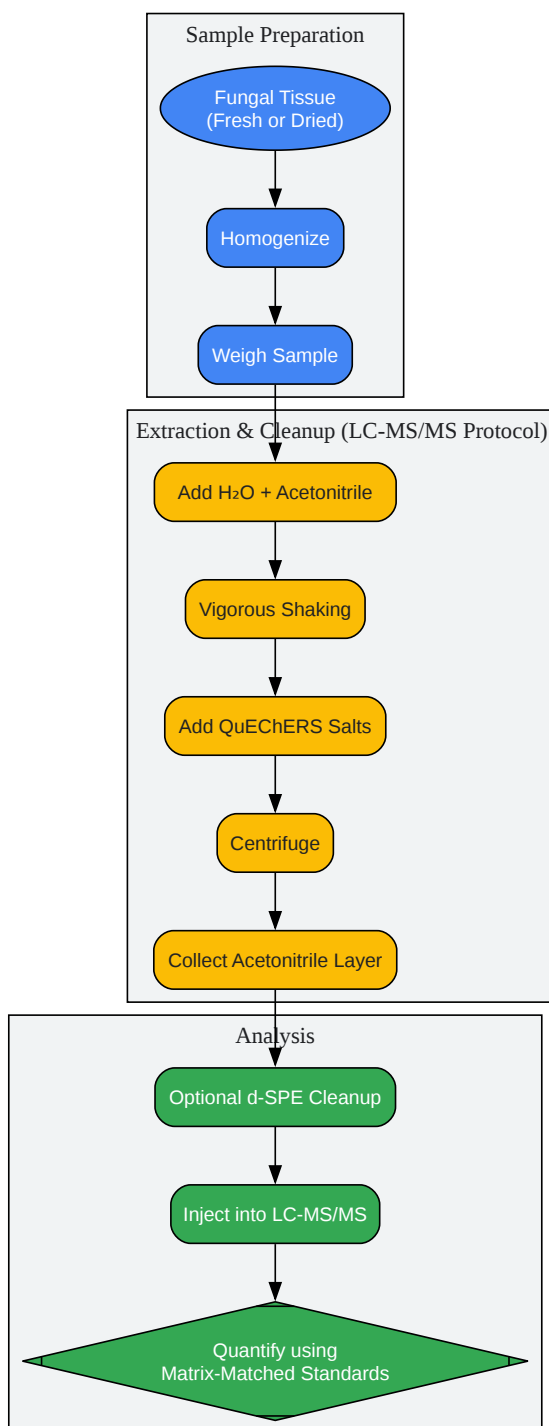 Sample Preparation
Fungal Tissue
(Fresh or Dried)
Homogenize
Weigh Sample
Extraction & Cleanup (LC-MS/MS Protocol)
Add H₂O + Acetonitrile
Vigorous Shaking
Add QuEChERS Salts
Centrifuge
Collect Acetonitrile Layer
Analysis
Optional d-SPE Cleanup
Inject into LC-MS/MS
Quantify using
Matrix-Matched Standards